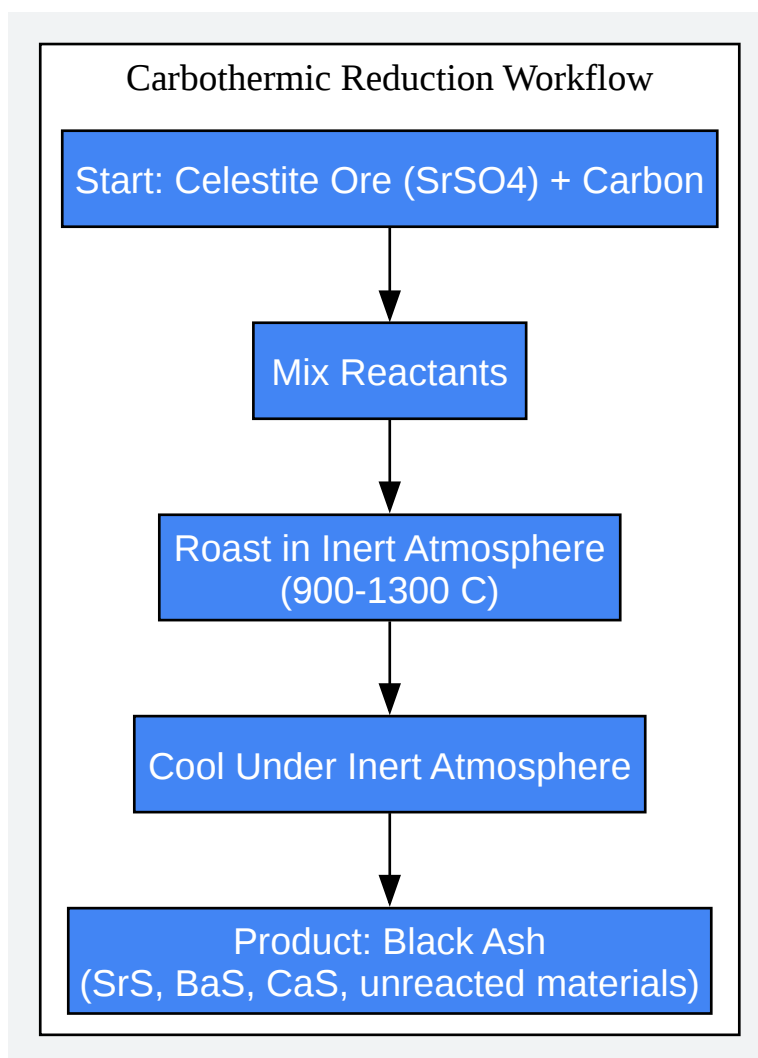 Carbothermic Reduction Workflow
Start: Celestite Ore (SrSO4) + Carbon
Mix Reactants
Roast in Inert Atmosphere
(900-1300 C)
Cool Under Inert Atmosphere
Product: Black Ash
(SrS, BaS, CaS, unreacted materials)